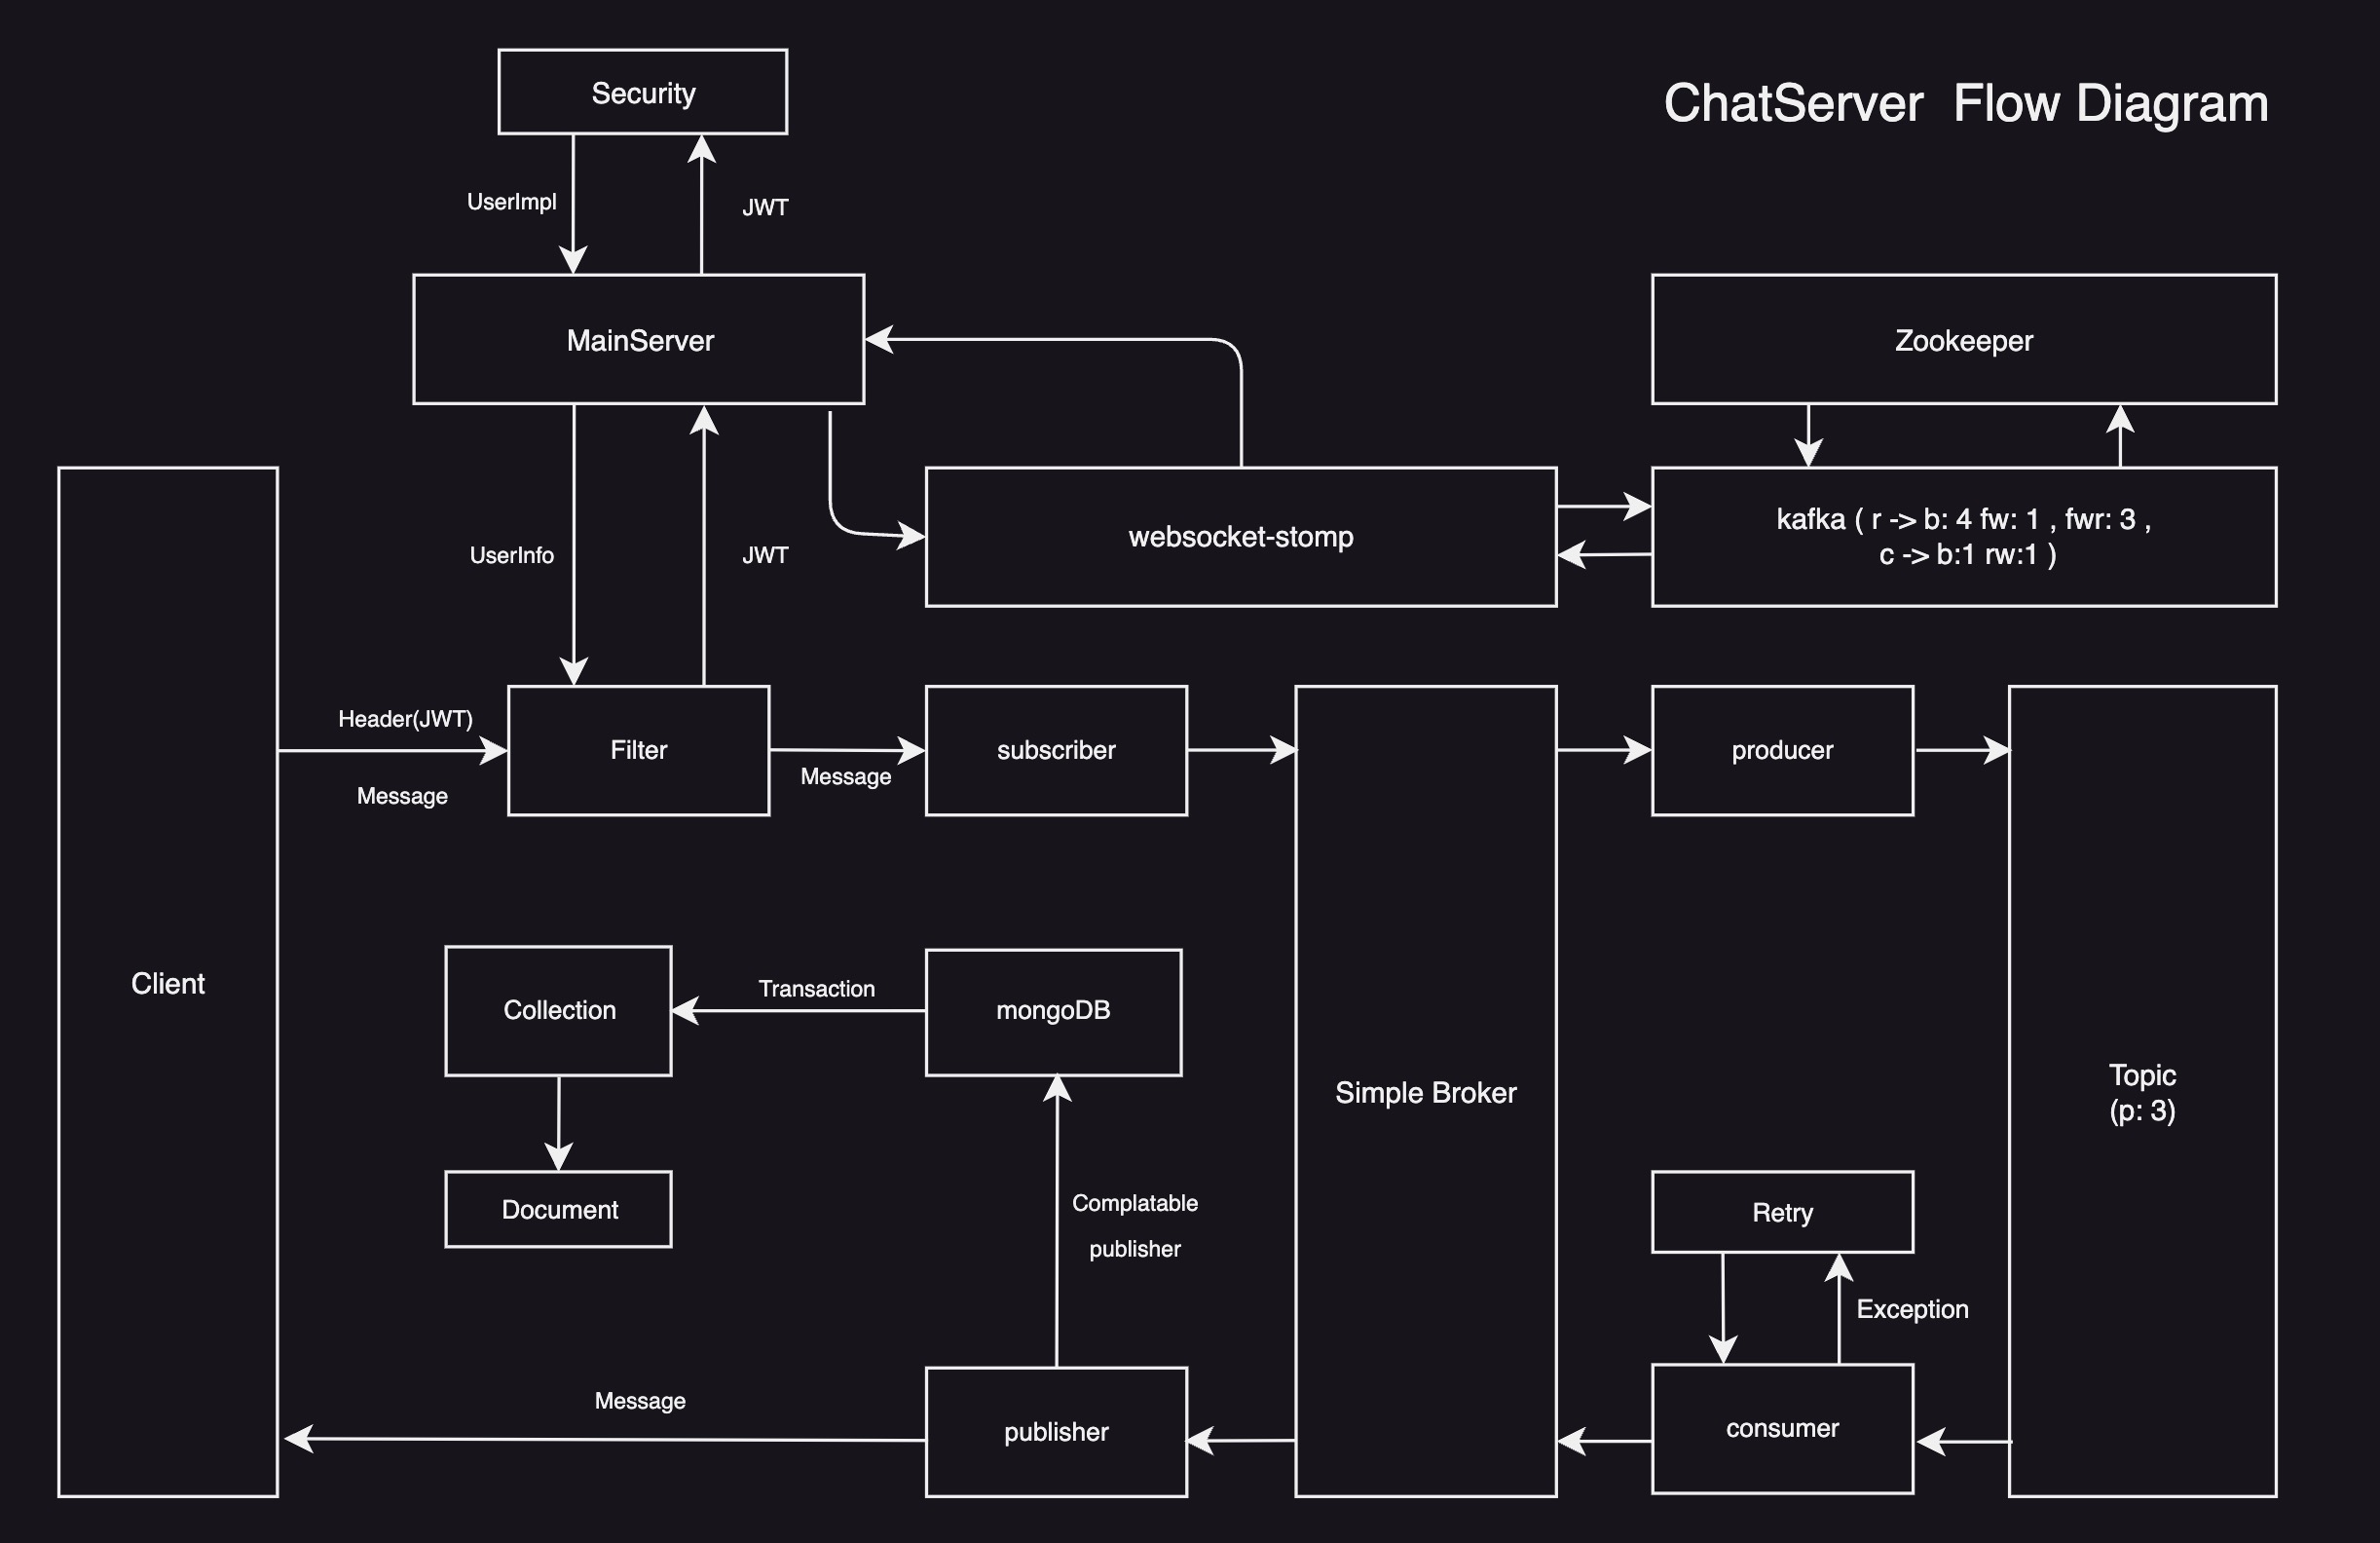 Security
ChatServer  Flow Diagram
UserImpl
JWT
MainServer
Zookeeper
kafka ( r -> b: 4 fw: 1 , fwr: 3 ,
c -> b:1 rw:1 )
websocket-stomp
UserInfo
JWT
Header(JWT)
Message
Filter
Message
subscriber
producer
Client
Collection
Transaction
mongoDB
Simple Broker
Topic
(p: 3)
Document
Complatable
publisher
Retry
Exception
Message
publisher
consumer